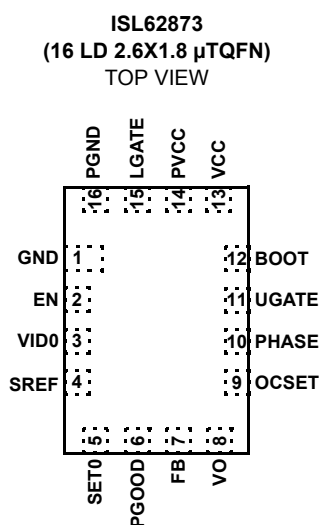 ISL62873
(16 LD 2.6X1.8 µTQFN)
TOP VIEW
PGND
LGATE
PVCC
VCC
16
15
14
13
GND 1
12 BOOT
EN 2
11 UGATE
VID0 3
10 PHASE
SREF 4
9 OCSET
5
6
7
8
SET0
PGOOD
FB
VO